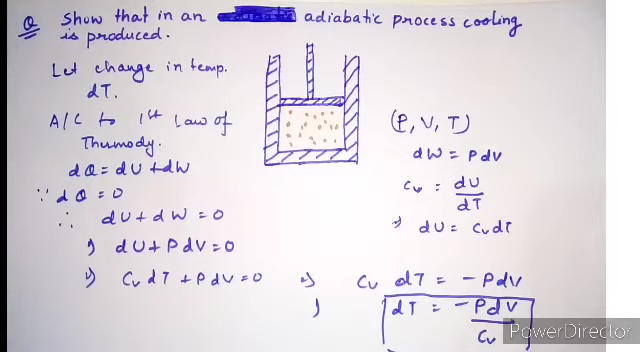 Q Show that in an adiabatic process cooling
is produced.
Let change in temp.
dT.
A/C to 1st Law of
Thermody.
dQ = dU + dW
∵ dQ = 0
∴ dU + dW = 0
⇒ dU + PdV = 0
⇒ Cv dT + PdV = 0
(P, V, T)
dW = PdV
Cv = dU/dT
⇒ dU = Cv dT
⇒ Cv dT = -PdV
⇒ dT = -PdV/Cv
PowerDirector